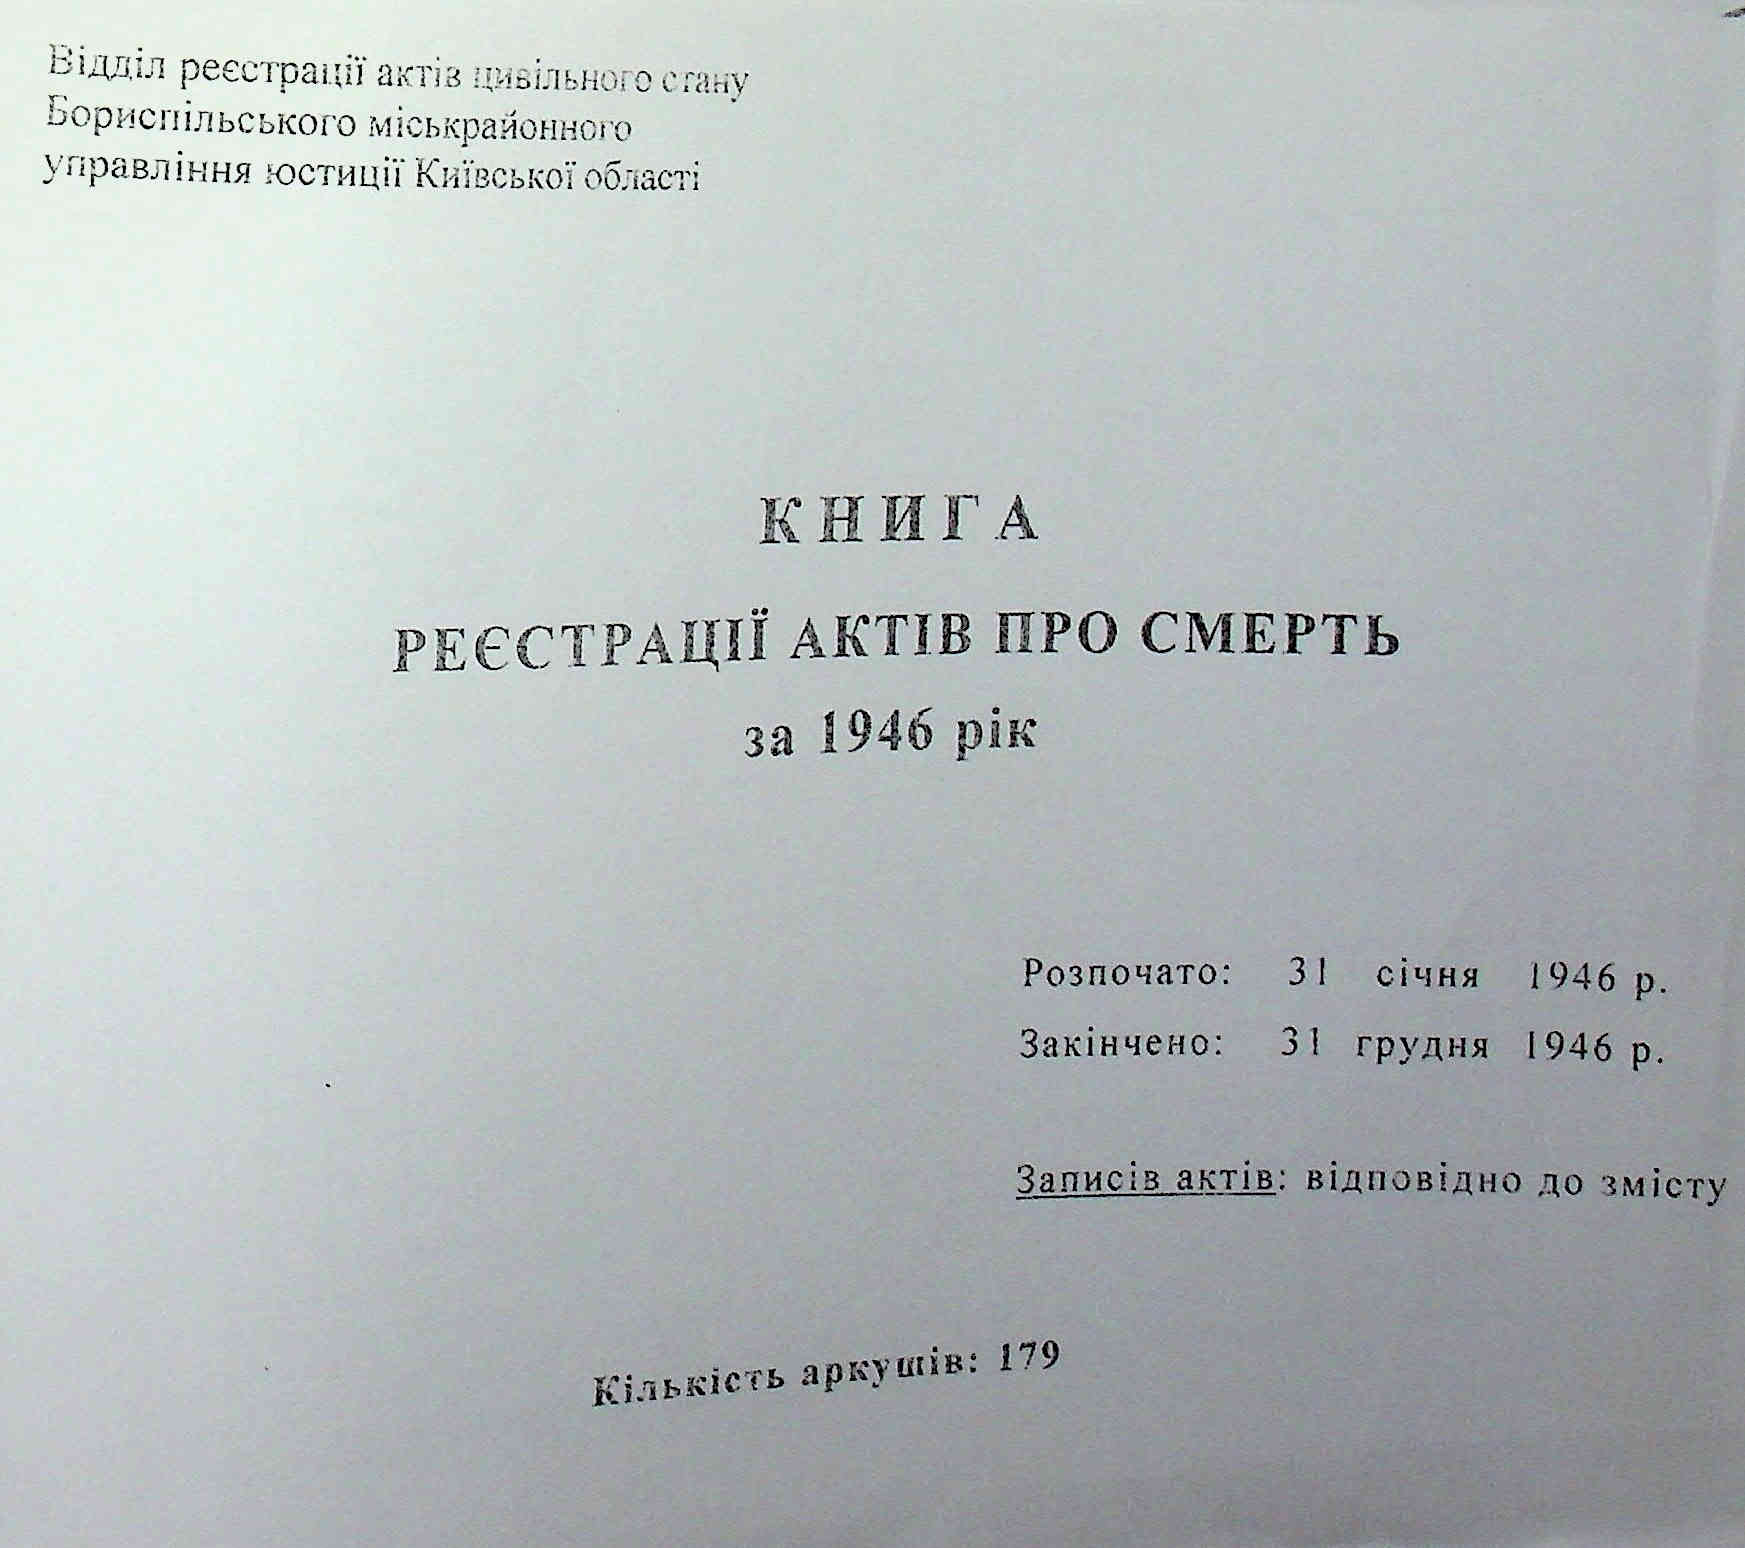 Відділ реєстрації актів цивільного стану
Бориспільського міськрайонного
управління юстиції Київської області
КНИГА
РЕЄСТРАЦІЇ АКТІВ ПРО СМЕРТЬ
за 1946 рік
Розпочато: 31 січня 1946 р.
Закінчено: 31 грудня 1946 р.
Записів актів: відповідно до змісту
Кількість аркушів: 179